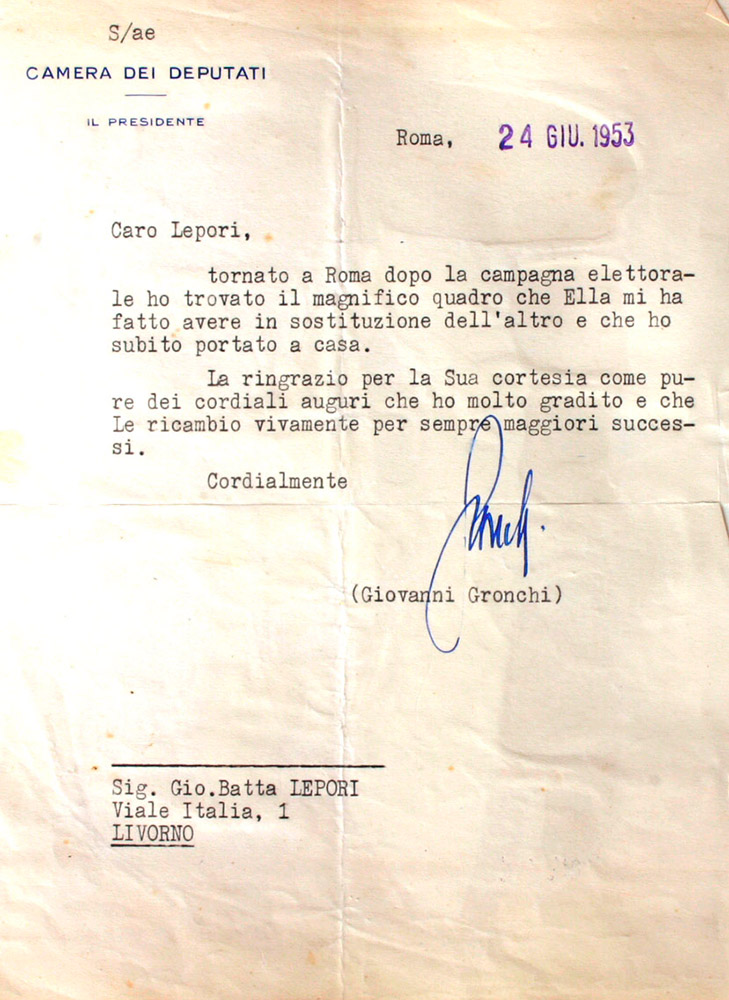 S/ae
CAMERA DEI DEPUTATI
IL PRESIDENTE
Roma, 24 GIU. 1953
Caro Lepori,
tornato a Roma dopo la campagna elettora-
le ho trovato il magnifico quadro che Ella mi ha
fatto avere in sostituzione dell'altro e che ho
subito portato a casa.
La ringrazio per la Sua cortesia come pu-
re dei cordiali auguri che ho molto gradito e che
Le ricambio vivamente per sempre maggiori succes-
si.
Cordialmente
(Giovanni Gronchi)
Sig. Gio.Batta LEPORI
Viale Italia, 1
LIVORNO